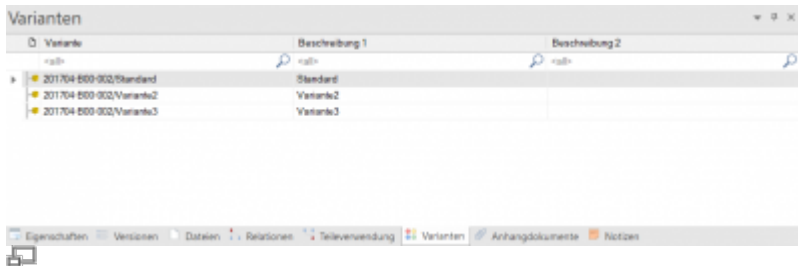 Varianten
Variante Beschreibung 1 Beschreibung 2
<all> <all> <all>
201704-B00-002/Standard Standard
201704-B00-002/Variante2 Variante2
201704-B00-002/Variante3 Variante3
Eigenschaften Versionen Dateien Relationen Teileverwendung Varianten Anhangdokumente Notizen